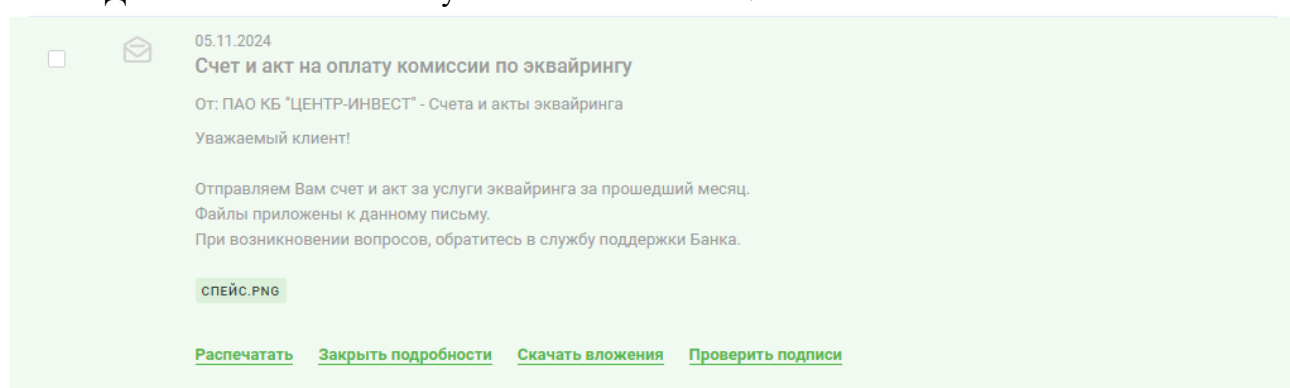 05.11.2024
Счет и акт на оплату комиссии по эквайрингу
От: ПАО КБ "ЦЕНТР-ИНВЕСТ" - Счета и акты эквайринга
Уважаемый клиент!
Отправляем Вам счет и акт за услуги эквайринга за прошедший месяц.
Файлы приложены к данному письму.
При возникновении вопросов, обратитесь в службу поддержки Банка.
СПЕЙС.PNG
Распечатать Закрыть подробности Скачать вложения Проверить подписи